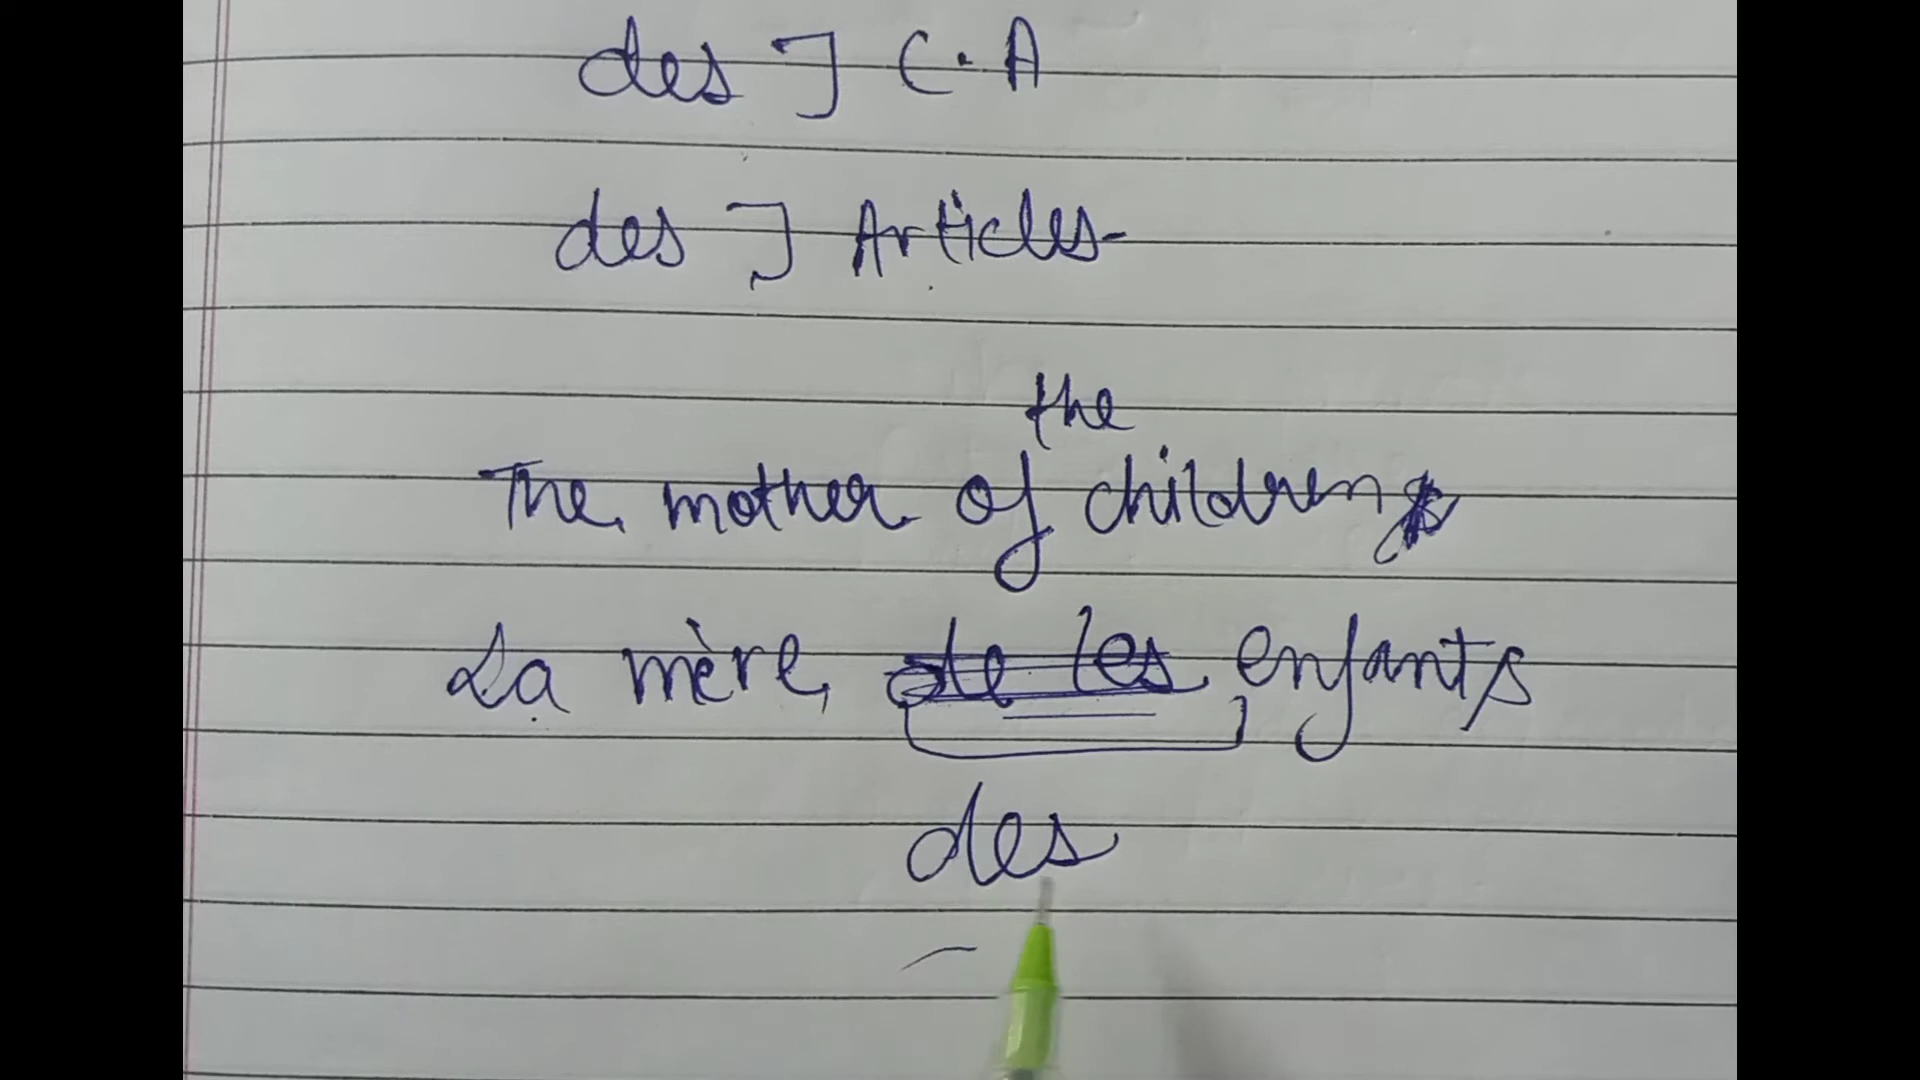 des ] C.A
des ] Articles
the
The mother of children
La mère de les enfants
des